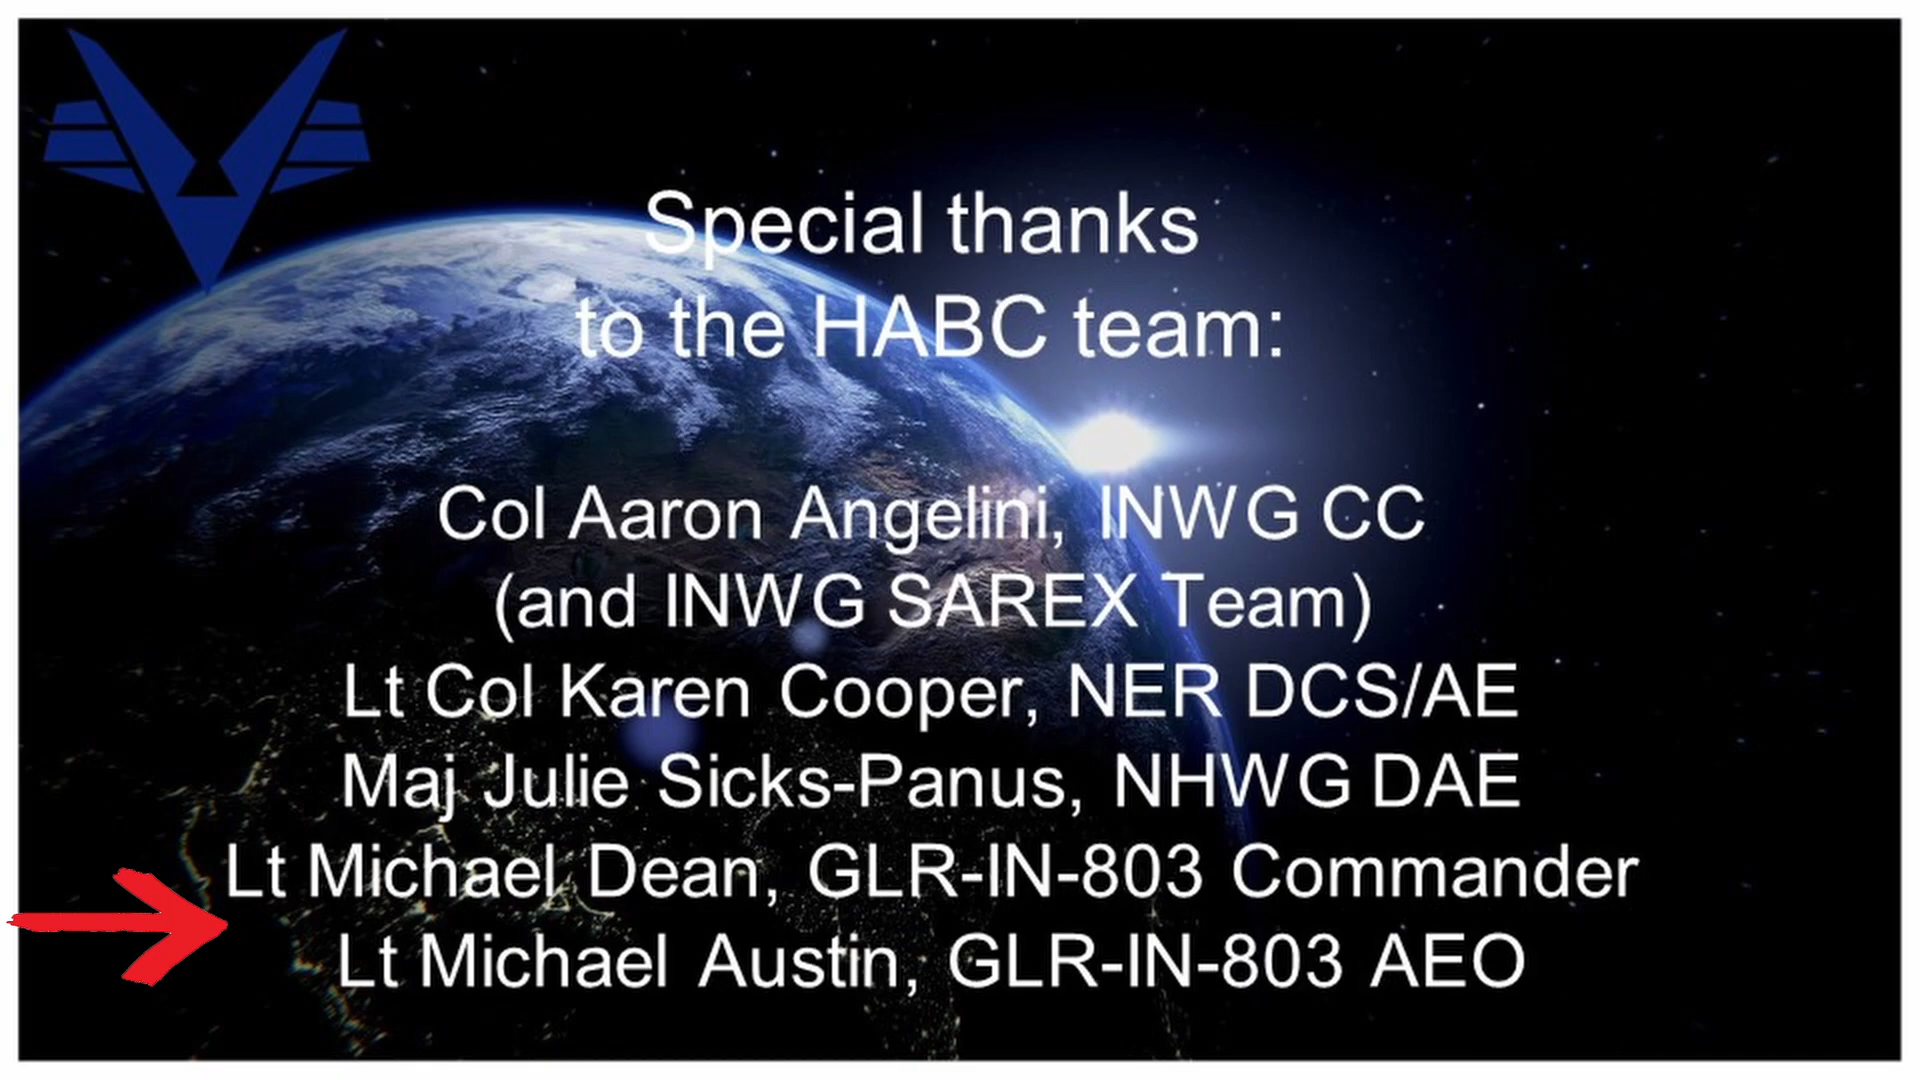 Special thanks
to the HABC team:
Col Aaron Angelini, INWG CC
(and INWG SAREX Team)
Lt Col Karen Cooper, NER DCS/AE
Maj Julie Sicks-Panus, NHWG DAE
Lt Michael Dean, GLR-IN-803 Commander
Lt Michael Austin, GLR-IN-803 AEO